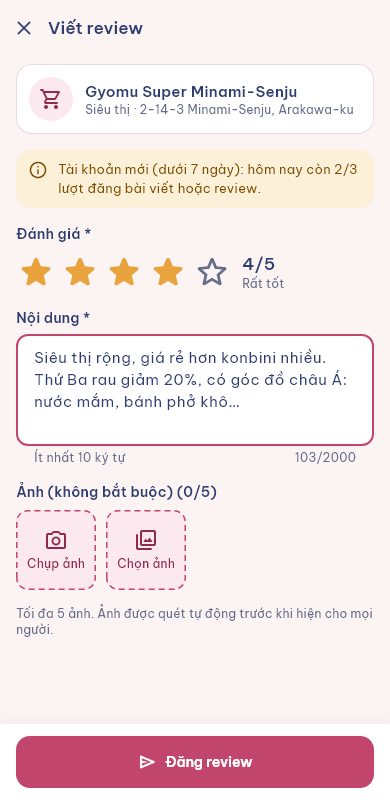 Viết review
Gyomu Super Minami-Senju
Siêu thị · 2-14-3 Minami-Senju, Arakawa-ku
Tài khoản mới (dưới 7 ngày): hôm nay còn 2/3
lượt đăng bài viết hoặc review.
Đánh giá *
4/5
Rất tốt
Nội dung *
Siêu thị rộng, giá rẻ hơn konbini nhiều.
Thứ Ba rau giảm 20%, có góc đồ châu Á:
nước mắm, bánh phở khô…
Ít nhất 10 ký tự
103/2000
Ảnh (không bắt buộc) (0/5)
Chụp ảnh
Chọn ảnh
Tối đa 5 ảnh. Ảnh được quét tự động trước khi hiện cho mọi
người.
Đăng review